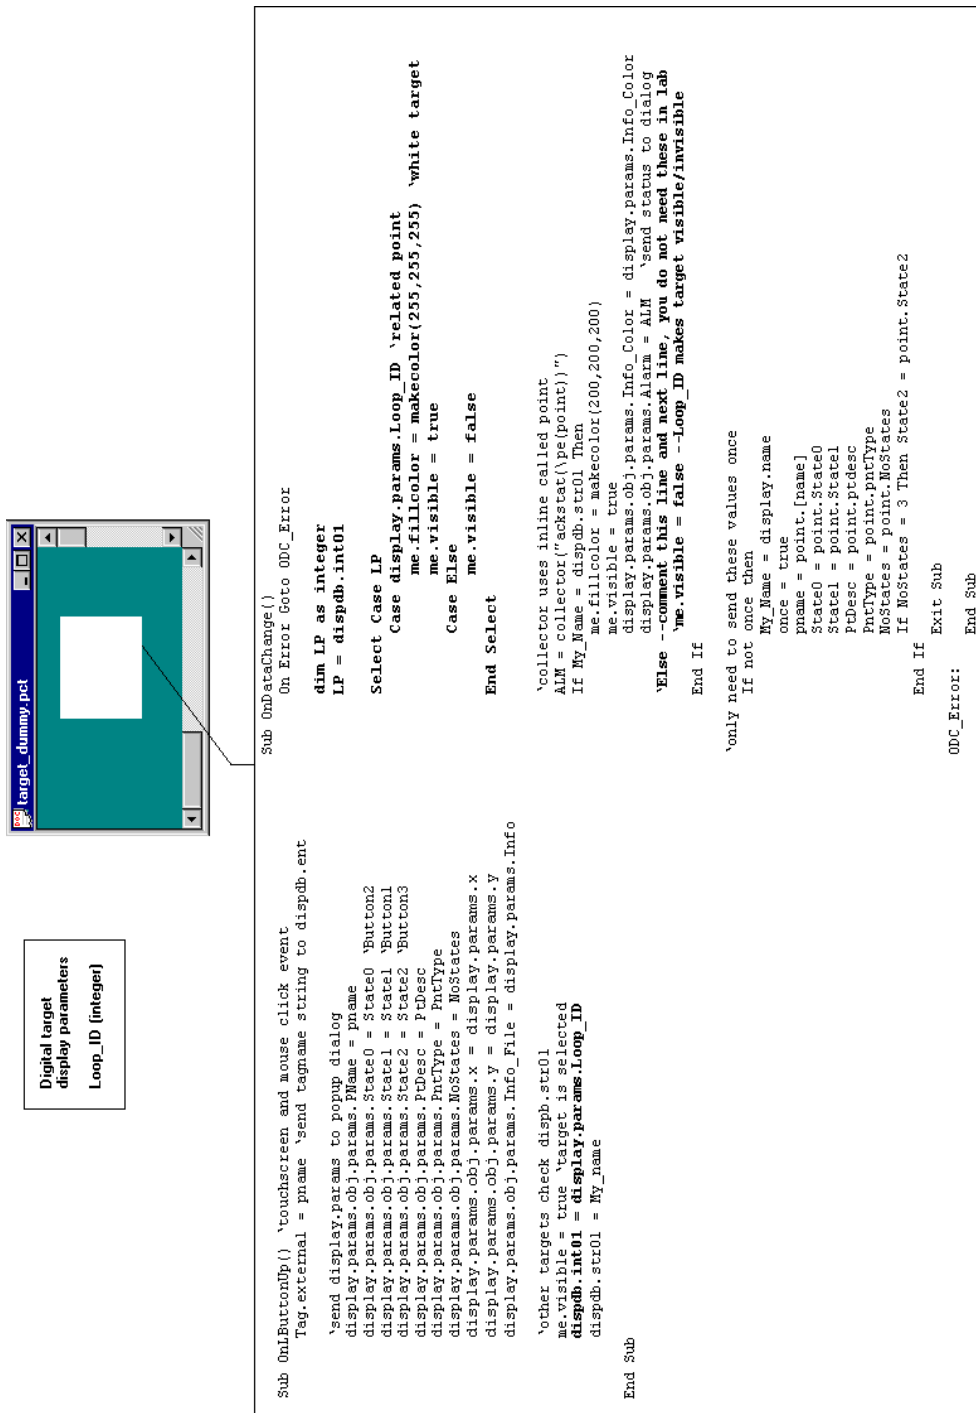 Digital target
display parameters
Loop_ID (integer)
DOC target_dummy.pct
Sub OnLButtonUp() `touchscreen and mouse click event
Tag.external = pname `send tagname string to dispdb.ent
`send display.params to popup dialog
display.params.obj.params.PName = pname
display.params.obj.params.State0 = State0 `Button2
display.params.obj.params.State1 = State1 `Button1
display.params.obj.params.State2 = State2 `Button3
display.params.obj.params.PtDesc = PtDesc
display.params.obj.params.PntType = PntType
display.params.obj.params.NoStates = NoStates
display.params.obj.params.x = display.params.x
display.params.obj.params.y = display.params.y
display.params.obj.params.Info_File = display.params.Info
`other targets check dispb.str01
me.visible = true `target is selected
dispdb.int01 = display.params.Loop_ID
dispdb.str01 = My_name
End Sub
Sub OnDataChange()
On Error Goto ODC_Error
dim LP as integer
LP = dispdb.int01
Select Case LP
Case display.params.Loop_ID `related point
me.fillcolor = makecolor(255,255,255) `white target
me.visible = true
Case Else
me.visible = false
End Select
`collector uses inline called point
ALM = collector("ackstat(\pe(point))")
If My_Name = dispdb.str01 Then
me.fillcolor = makecolor(200,200,200)
me.visible = true
display.params.obj.params.Info_Color = display.params.Info_Color
display.params.obj.params.Alarm = ALM `send status to dialog
`Else --comment this line and next line, you do not need these in lab
`me.visible = false --Loop_ID makes target visible/invisible
End If
`only need to send these values once
If not once then
My_Name = display.name
once = true
pname = point.[name]
State0 = point.State0
State1 = point.State1
PtDesc = point.ptdesc
PntType = point.pntType
NoStates = point.NoStates
If NoStates = 3 Then State2 = point.State2
End If
Exit Sub
ODC_Error:
End Sub